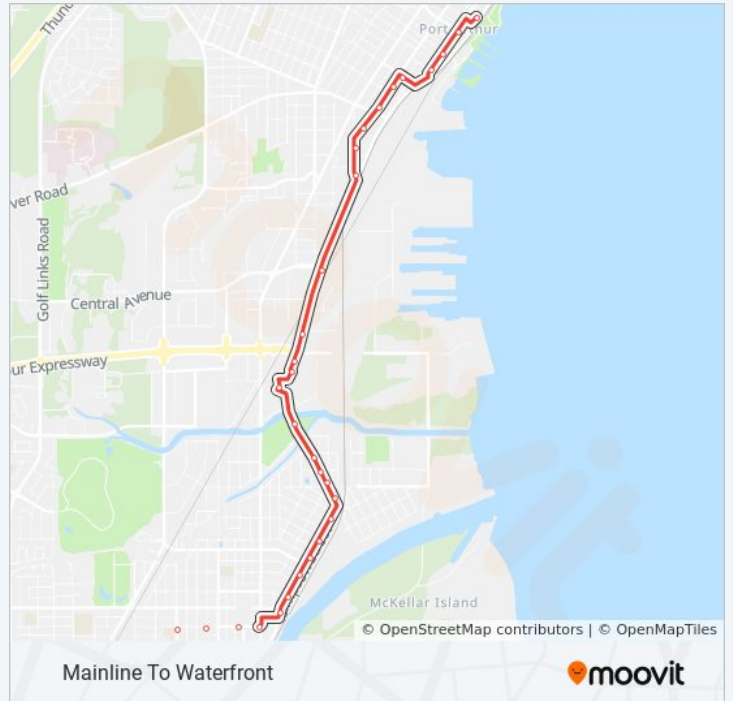 Thund
Port Arthur
ver Road
Golf Links Road
Central Avenue
ur Expressway
McKellar Island
© OpenStreetMap contributors | © OpenMapTiles
Mainline To Waterfront
moovit